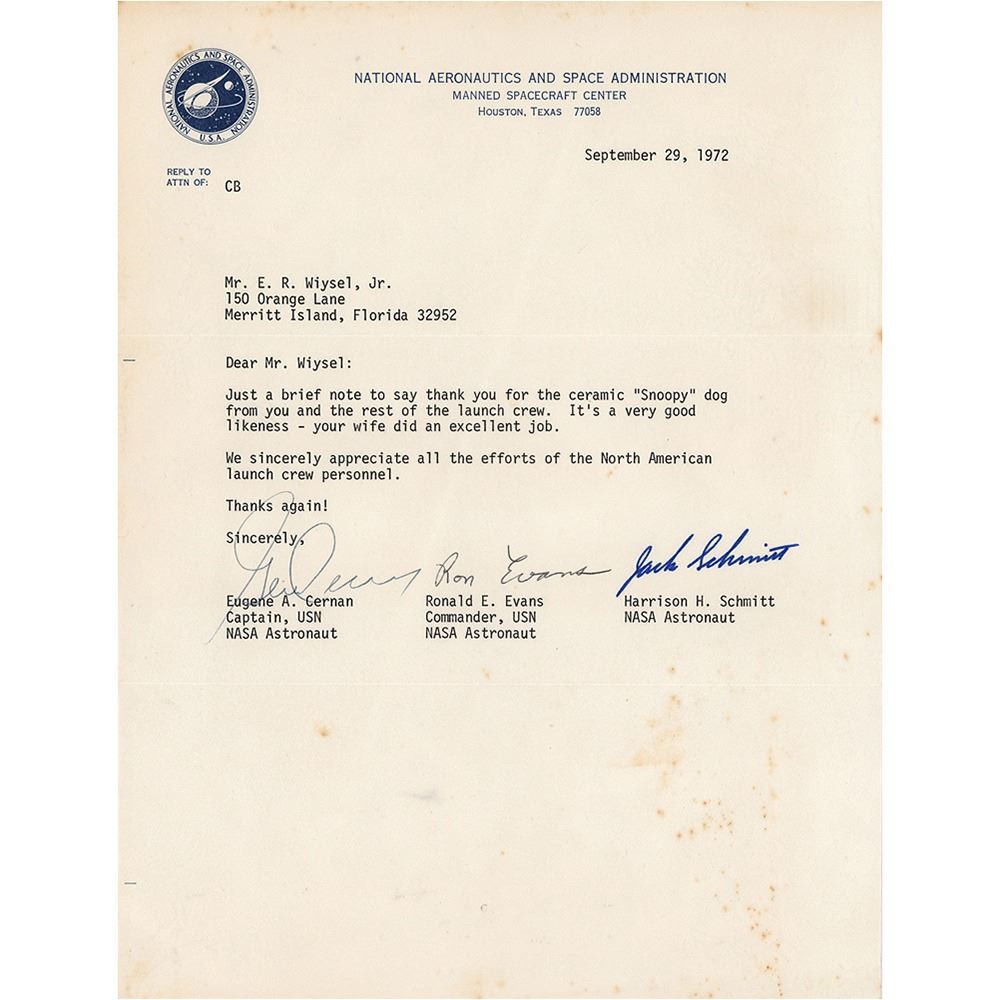 NATIONAL AERONAUTICS AND SPACE ADMINISTRATION
U.S.A.
NATIONAL AERONAUTICS AND SPACE ADMINISTRATION
MANNED SPACECRAFT CENTER
HOUSTON, TEXAS 77058
September 29, 1972
REPLY TO
ATTN OF: CB
Mr. E. R. Wiysel, Jr.
150 Orange Lane
Merritt Island, Florida 32952
Dear Mr. Wiysel:
Just a brief note to say thank you for the ceramic "Snoopy" dog
from you and the rest of the launch crew. It's a very good
likeness - your wife did an excellent job.
We sincerely appreciate all the efforts of the North American
launch crew personnel.
Thanks again!
Sincerely,
Gene Cernan Ron Evans Jack Schmitt
Eugene A. Cernan Ronald E. Evans Harrison H. Schmitt
Captain, USN Commander, USN NASA Astronaut
NASA Astronaut NASA Astronaut